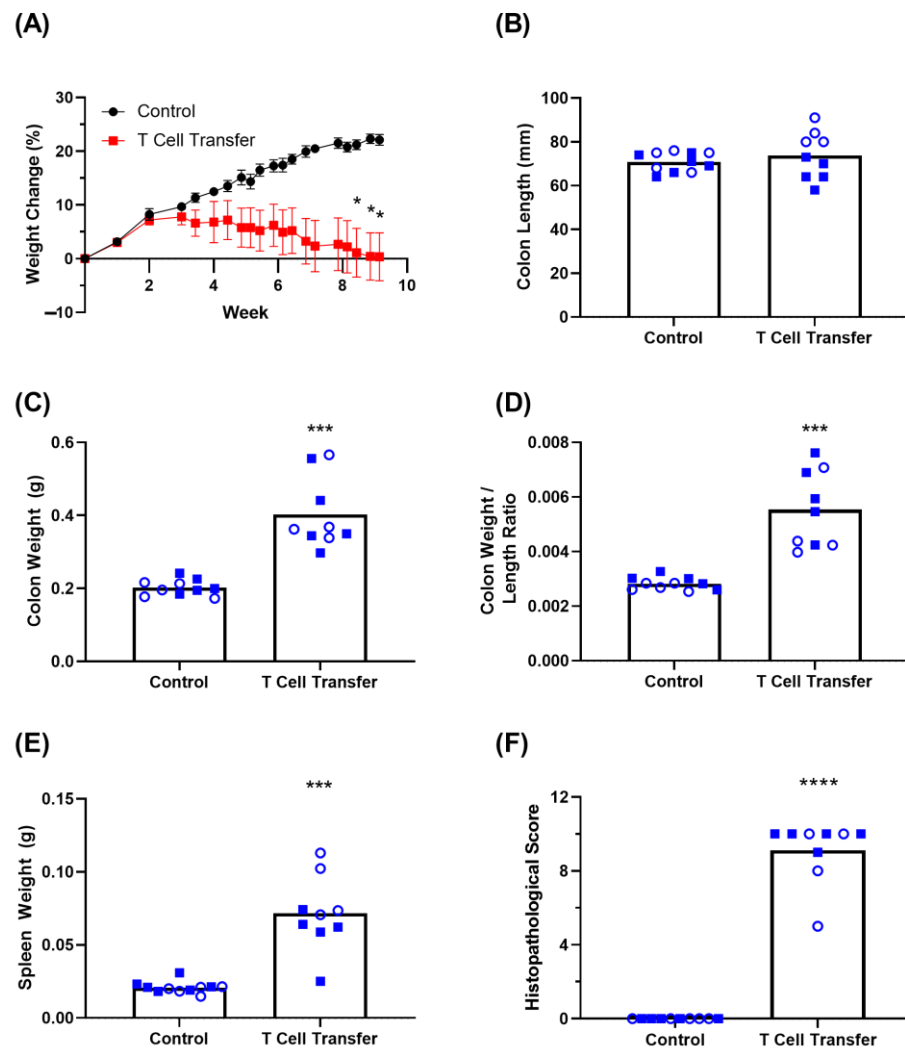 (A)
Weight Change (%)
30
20
10
0
–10
Control
T Cell Transfer
* * *
2 4 6 8 10
Week
(B)
Colon Length (mm)
100
80
60
40
20
0
Control T Cell Transfer
(C)
Colon Weight (g)
0.6
0.4
0.2
0.0
***
Control T Cell Transfer
(D)
Colon Weight /
Length Ratio
0.008
0.006
0.004
0.002
0.000
***
Control T Cell Transfer
(E)
Spleen Weight (g)
0.15
0.10
0.05
0.00
***
Control T Cell Transfer
(F)
Histopathological Score
12
8
4
0
****
Control T Cell Transfer